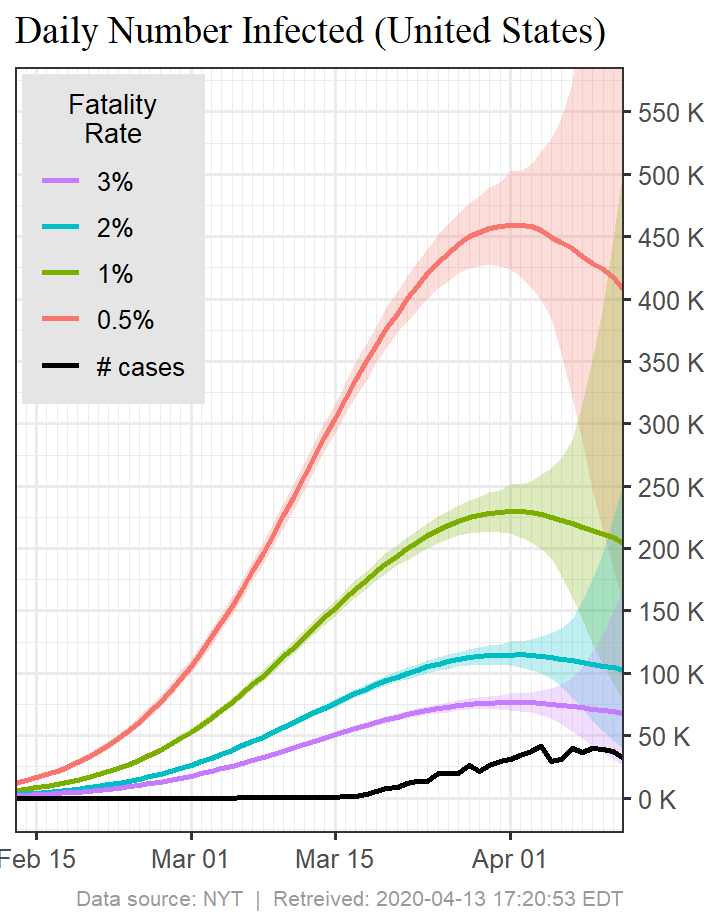 Daily Number Infected (United States)
Fatality
Rate
3%
2%
1%
0.5%
# cases
550 K
500 K
450 K
400 K
350 K
300 K
250 K
200 K
150 K
100 K
50 K
0 K
Feb 15 Mar 01 Mar 15 Apr 01
Data source: NYT | Retreived: 2020-04-13 17:20:53 EDT